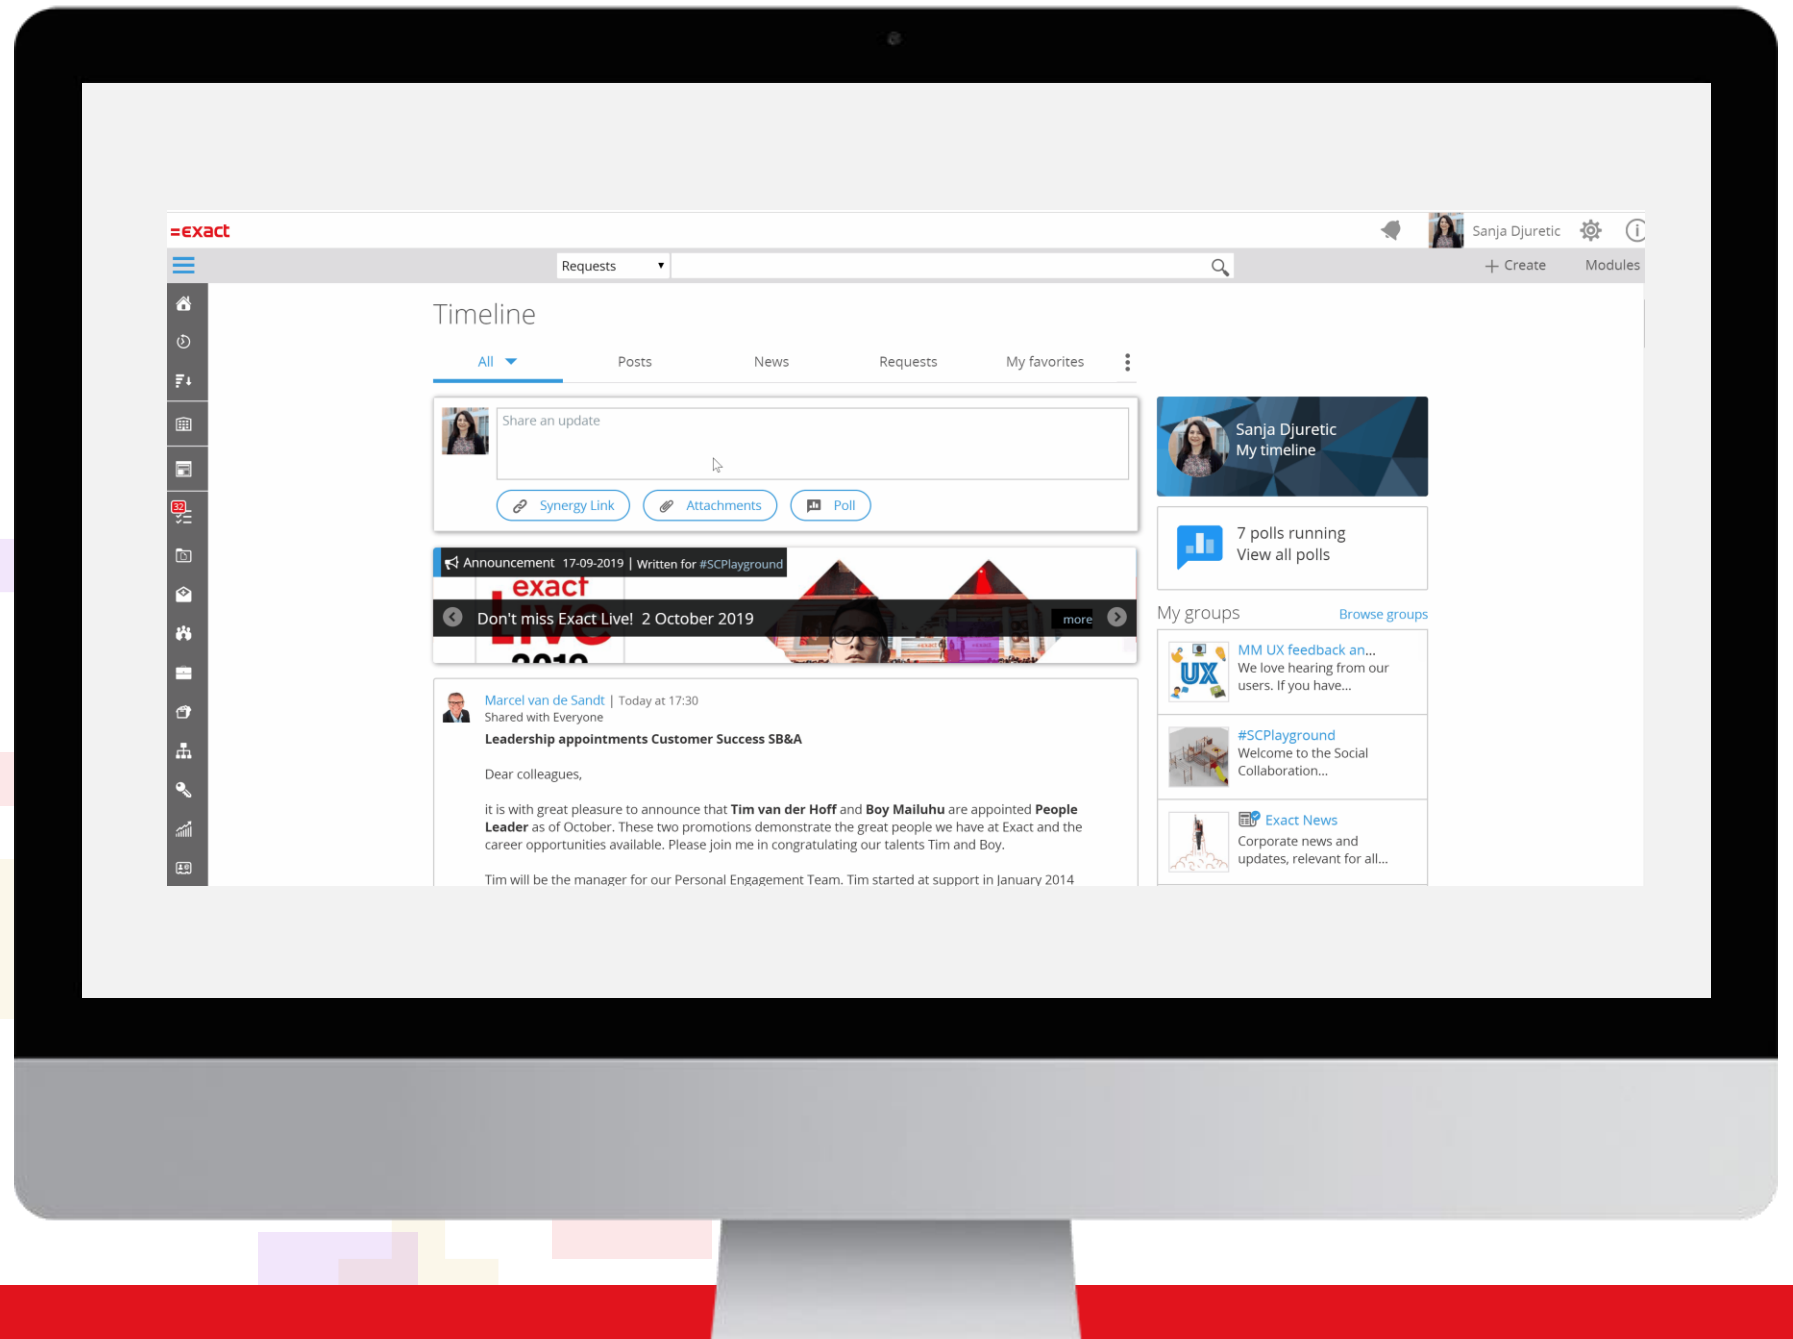 =exact
Sanja Djuretic
Requests
+ Create
Modules
Timeline
All
Posts
News
Requests
My favorites
Share an update
Synergy Link
Attachments
Poll
Sanja Djuretic
My timeline
7 polls running
View all polls
Announcement 17-09-2019 | Written for #SCPlayground
exact
Live
2019
Don't miss Exact Live! 2 October 2019
more
My groups
Browse groups
UX
MM UX feedback an...
We love hearing from our
users. If you have...
#SCPlayground
Welcome to the Social
Collaboration...
Exact News
Corporate news and
updates, relevant for all...
32
Marcel van de Sandt | Today at 17:30
Shared with Everyone
Leadership appointments Customer Success SB&A
Dear colleagues,
it is with great pleasure to announce that Tim van der Hoff and Boy Mailuhu are appointed People
Leader as of October. These two promotions demonstrate the great people we have at Exact and the
career opportunities available. Please join me in congratulating our talents Tim and Boy.
Tim will be the manager for our Personal Engagement Team. Tim started at support in January 2014